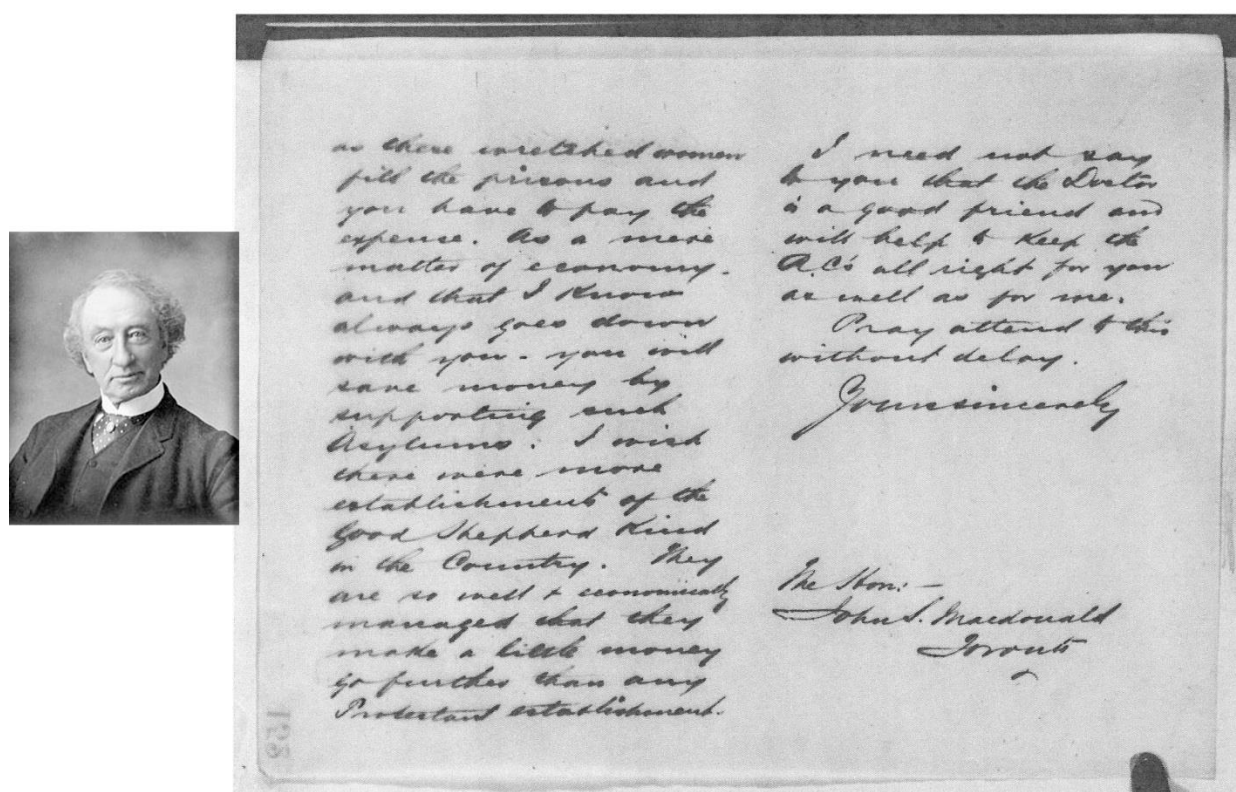 as these wretched women
fill the prisons and
you have to pay the
expense. As a mere
matter of economy.
and that I know
always goes down
with you - you will
save money by
supporting such
Asylums. I wish
there were more
establishments of the
Good Shepherd Kind
in the Country. They
are so well & economically
managed that they
make a little money
go further than any
Protestant establishment.
I need not say
to you that the Doctor
is a good friend and
will help to keep the
R.C's all right for you
as well as for me.
Pray attend to this
without delay.
Yours sincerely
The Hon: -
John S. Macdonald
Toronto